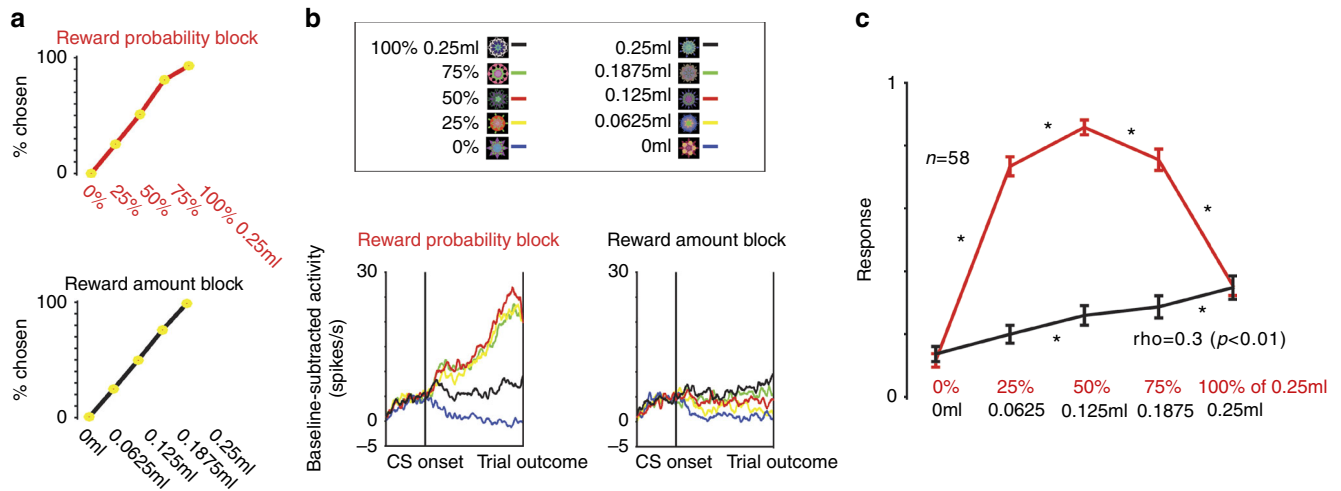 a
Reward probability block
100
% chosen
0
0%
25%
50%
75%
100% 0.25ml
Reward amount block
100
% chosen
0
0ml
0.0625ml
0.125ml
0.1875ml
0.25ml
b
100% 0.25ml
75%
50%
25%
0%
0.25ml
0.1875ml
0.125ml
0.0625ml
0ml
Baseline-subtracted activity
(spikes/s)
Reward probability block
30
0
–5
CS onset
Trial outcome
Reward amount block
30
0
–5
CS onset
Trial outcome
c
1
Response
0
n=58
*
*
*
*
*
*
*
rho=0.3 (p<0.01)
0% 25% 50% 75% 100% of 0.25ml
0ml 0.0625 0.125ml 0.1875 0.25ml